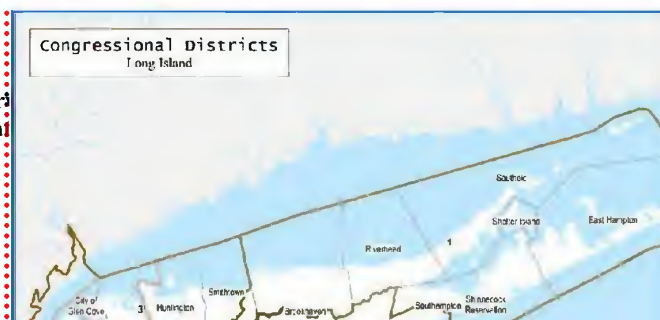 Congressional Districts
Long Island
Southold
Shelter Island
East Hampton
Riverhead
1
City of
Glen Cove
3
Huntington
Smithtown
Brookhaven
Southampton
Shinnecock
Reservation